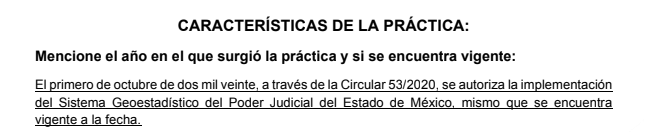 CARACTERÍSTICAS DE LA PRÁCTICA:
Mencione el año en el que surgió la práctica y si se encuentra vigente:
El primero de octubre de dos mil veinte, a través de la Circular 53/2020, se autoriza la implementación
del Sistema Geoestadístico del Poder Judicial del Estado de México, mismo que se encuentra
vigente a la fecha.